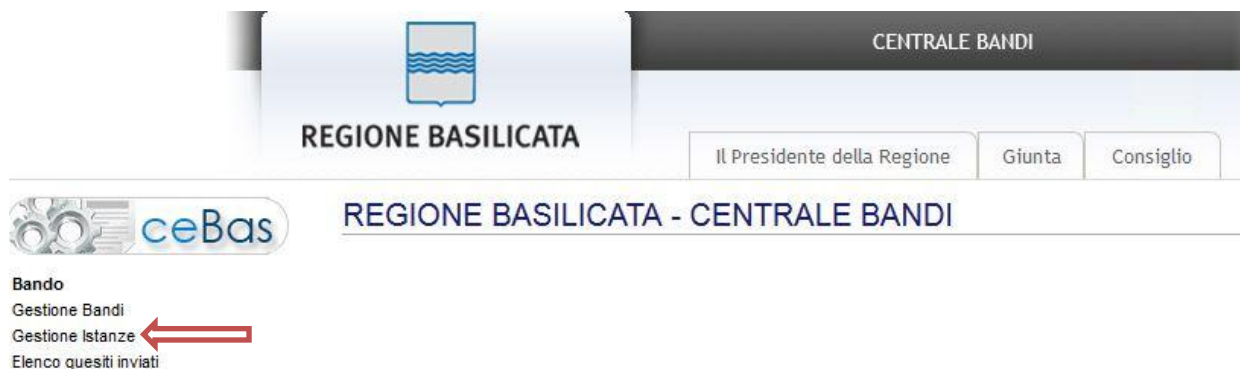 CENTRALE BANDI
REGIONE BASILICATA
Il Presidente della Regione
Giunta
Consiglio
ceBas
REGIONE BASILICATA - CENTRALE BANDI
Bando
Gestione Bandi
Gestione Istanze
Elenco quesiti inviati